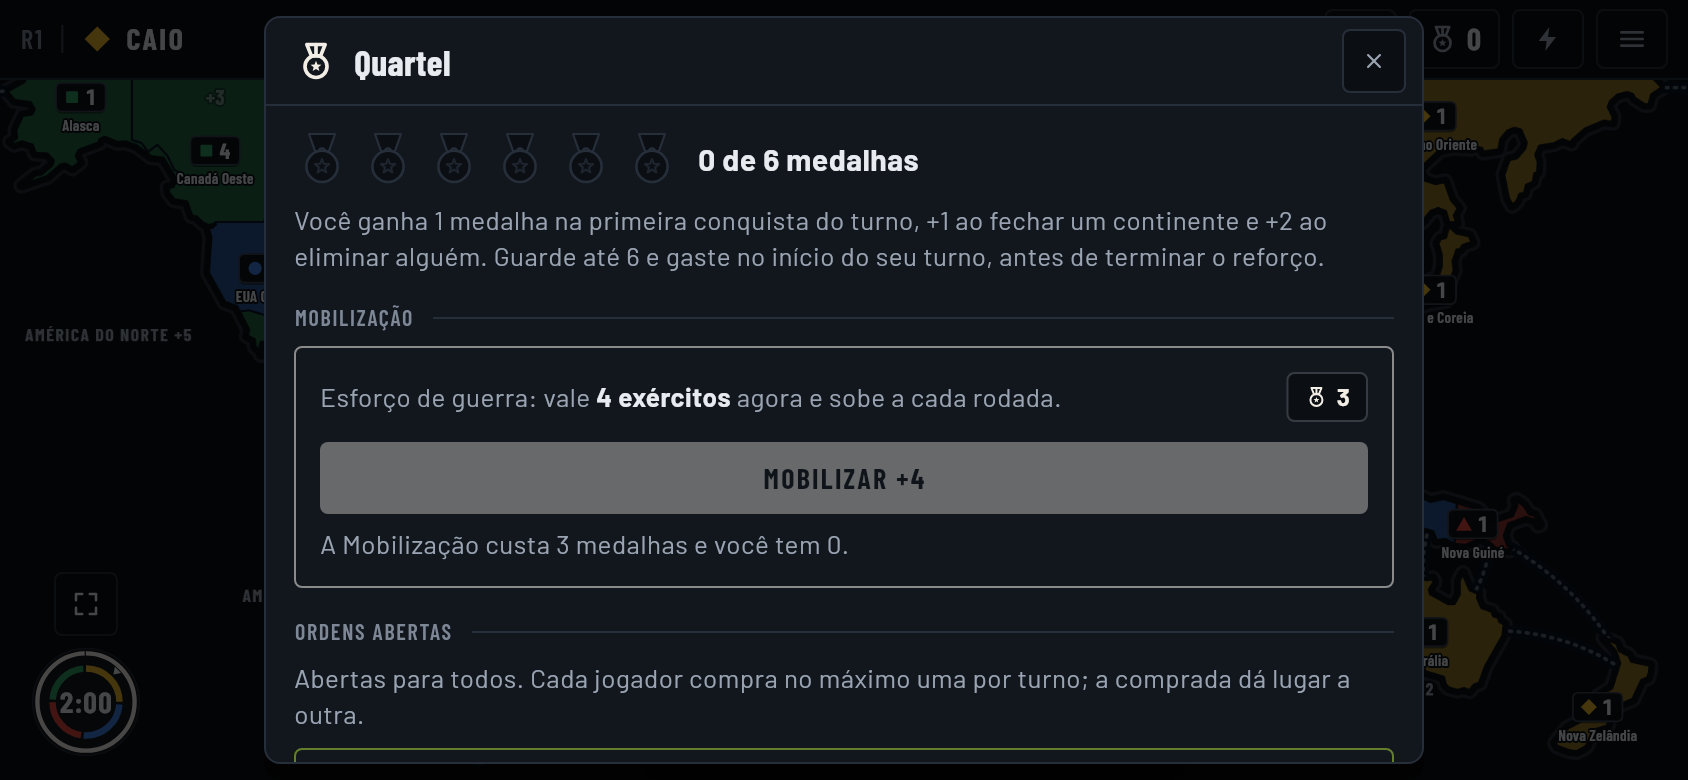 R1 CAIO
Quartel
0
1
Alasca
+3
4
Canadá Oeste
AMÉRICA DO NORTE +5
0 de 6 medalhas
Você ganha 1 medalha na primeira conquista do turno, +1 ao fechar um continente e +2 ao
eliminar alguém. Guarde até 6 e gaste no início do seu turno, antes de terminar o reforço.
MOBILIZAÇÃO
Esforço de guerra: vale 4 exércitos agora e sobe a cada rodada.
3
MOBILIZAR +4
A Mobilização custa 3 medalhas e você tem 0.
ORDENS ABERTAS
Abertas para todos. Cada jogador compra no máximo uma por turno; a comprada dá lugar a
outra.
EUA
AM
2:00
1
Oriente
1
e Coreia
1
Nova Guiné
1
2
1
Nova Zelândia